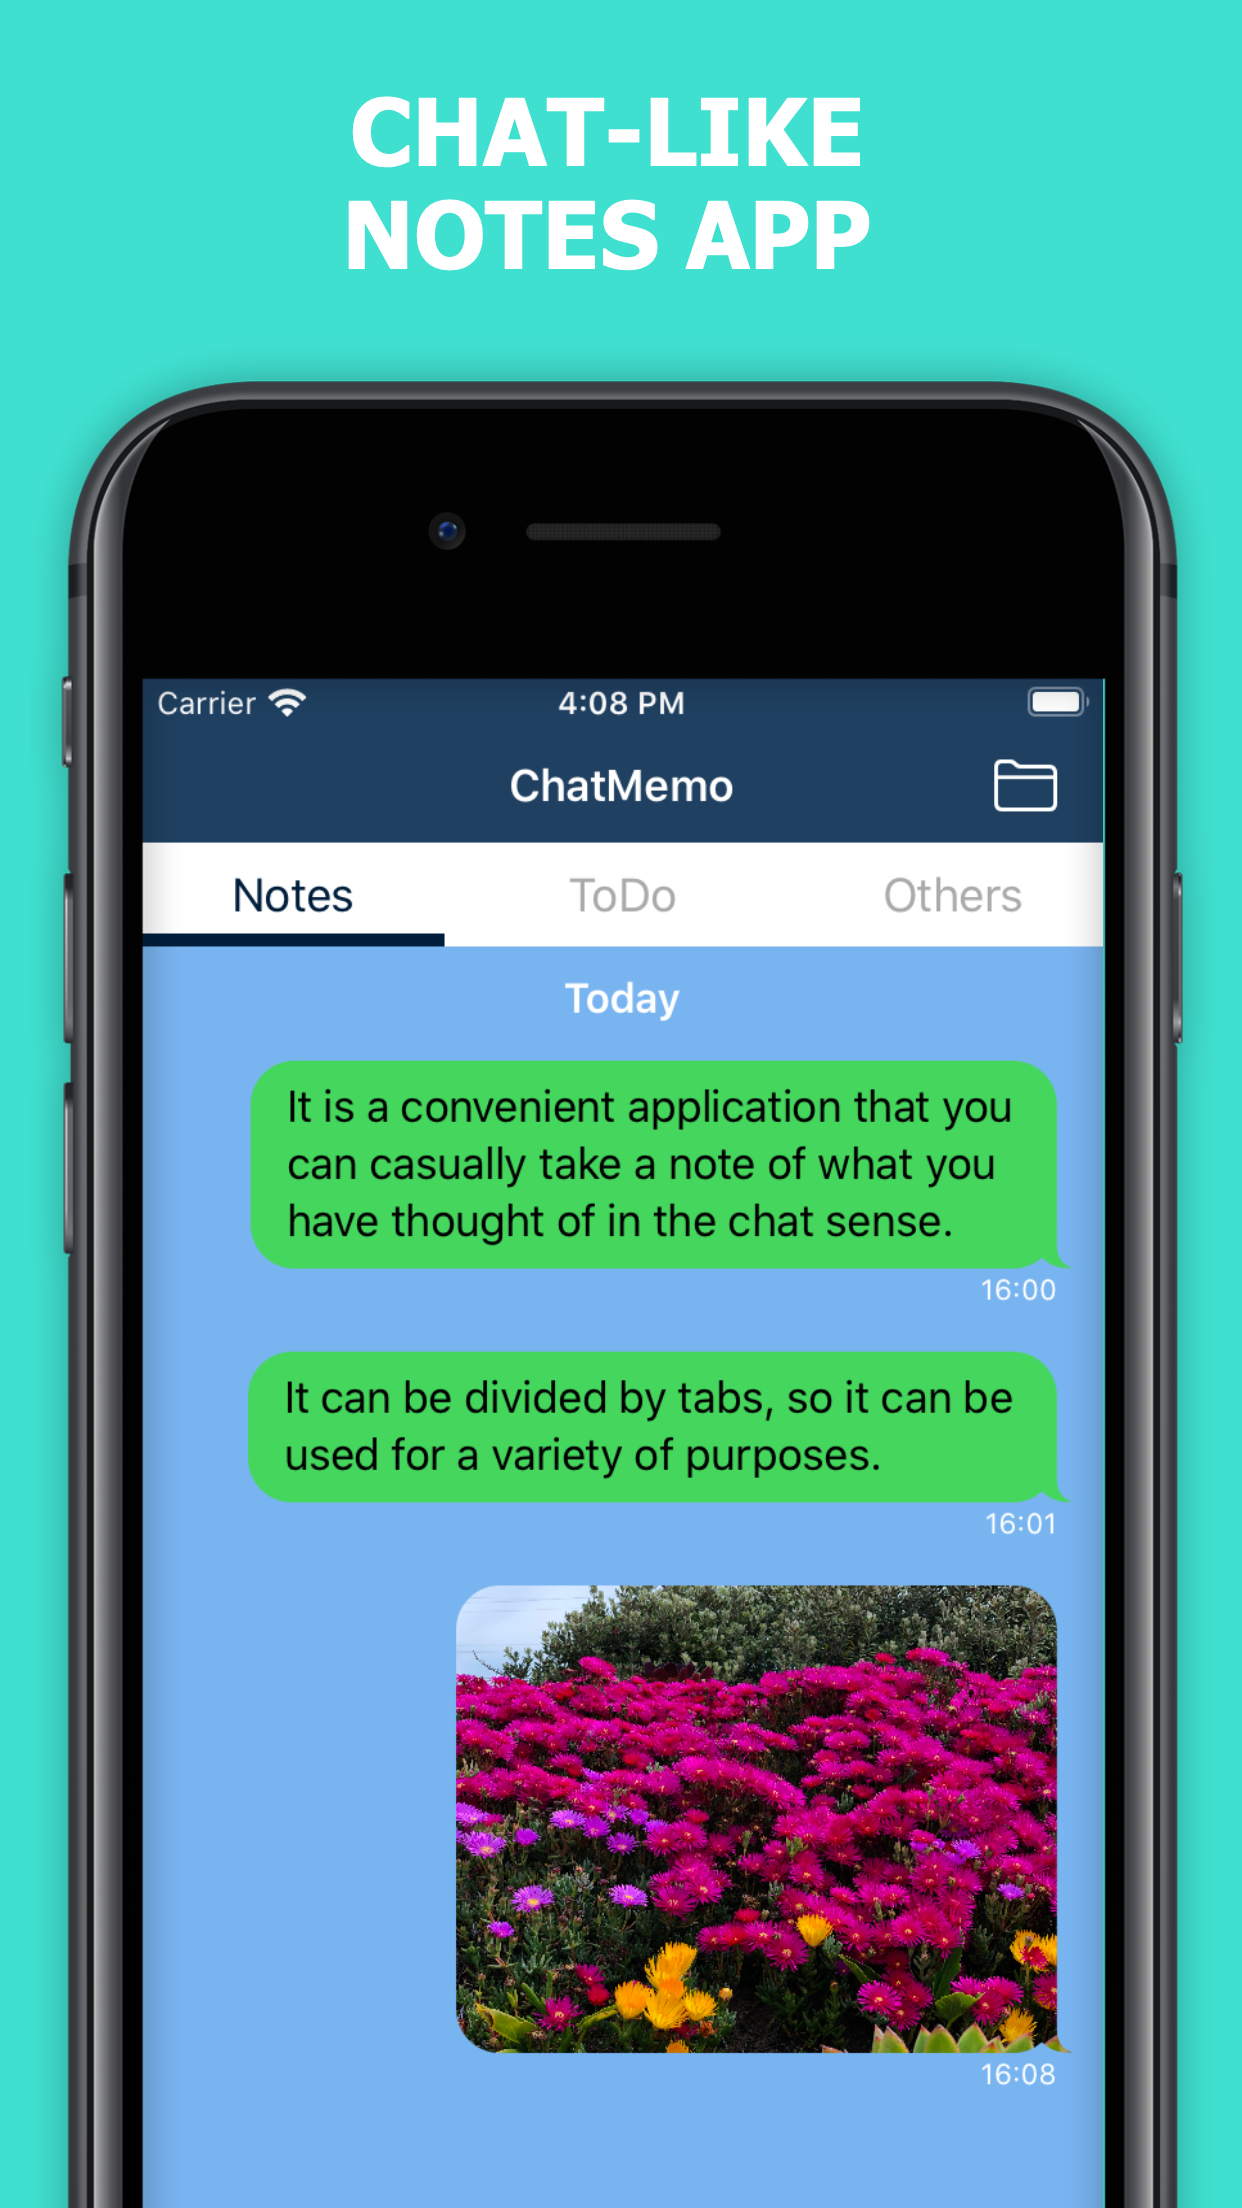 CHAT-LIKE
NOTES APP
Carrier 4:08 PM
ChatMemo
Notes ToDo Others
Today
It is a convenient application that you
can casually take a note of what you
have thought of in the chat sense.
16:00
It can be divided by tabs, so it can be
used for a variety of purposes.
16:01
16:08